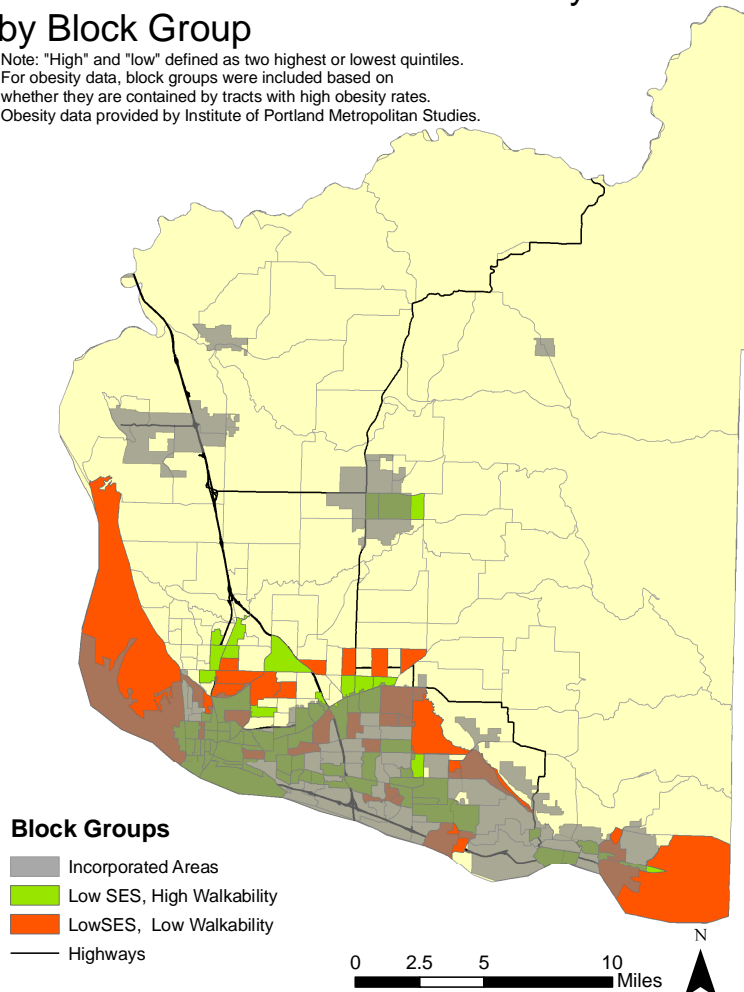 by Block Group
Note: "High" and "low" defined as two highest or lowest quintiles.
For obesity data, block groups were included based on
whether they are contained by tracts with high obesity rates.
Obesity data provided by Institute of Portland Metropolitan Studies.
Block Groups
Incorporated Areas
Low SES, High Walkability
LowSES, Low Walkability
Highways
N
0 2.5 5 10
Miles